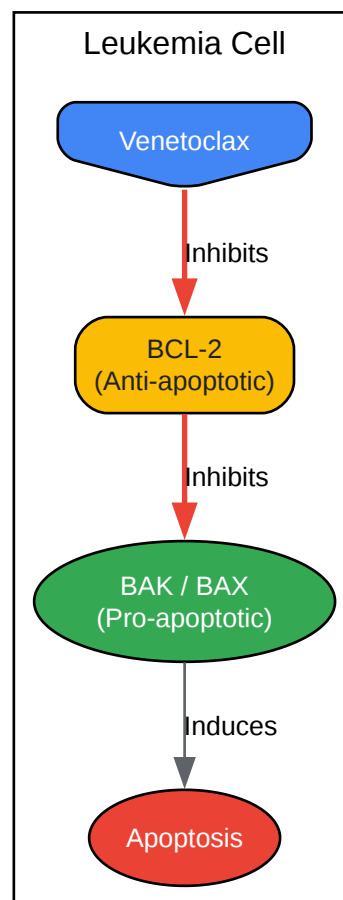 Leukemia Cell
Venetoclax
Inhibits
BCL-2
(Anti-apoptotic)
Inhibits
BAK / BAX
(Pro-apoptotic)
Induces
Apoptosis